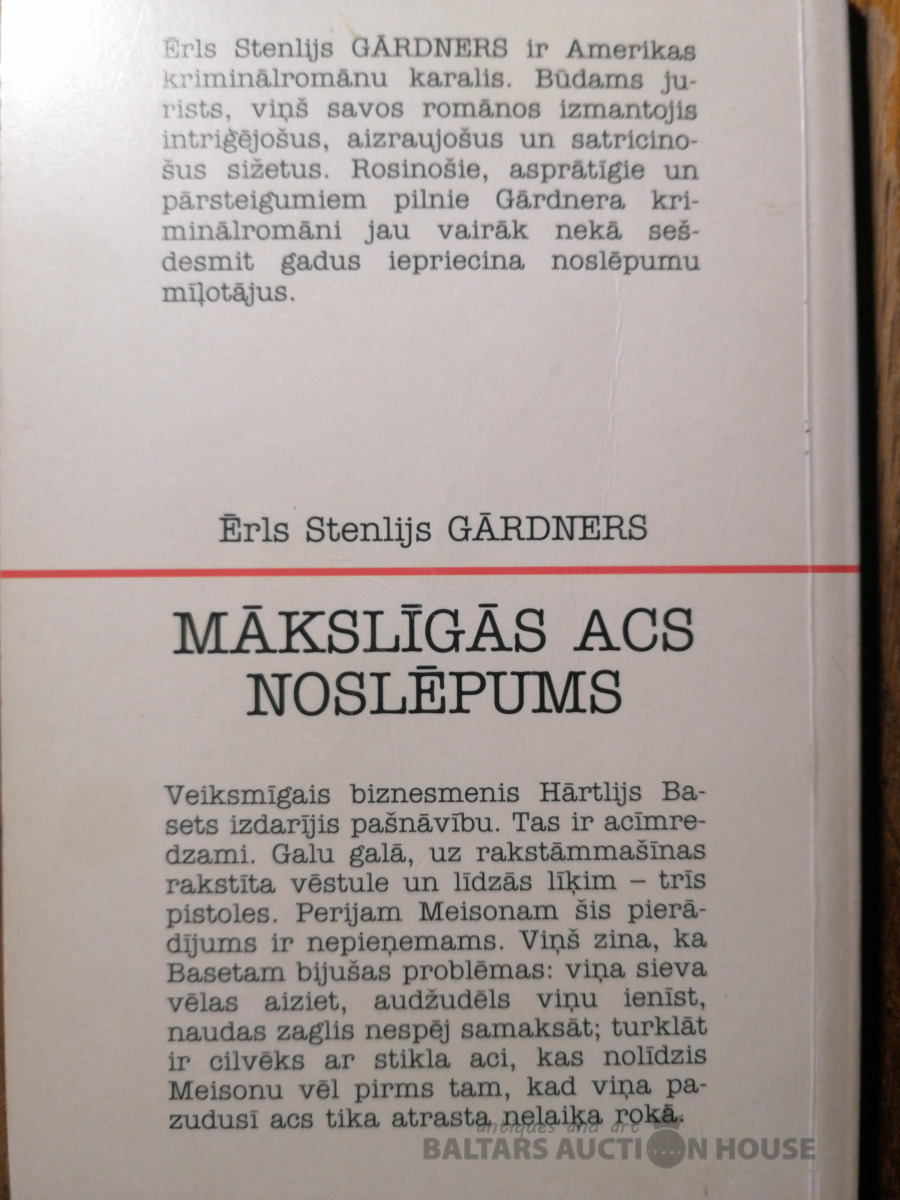 Ērls Stenlijs GĀRDNERS ir Amerikas
kriminālromānu karalis. Būdams ju-
rists, viņš savos romānos izmantojis
intriģējošus, aizraujošus un satricino-
šus sižetus. Rosinošie, asprātīgie un
pārsteigumiem pilnie Gārdnera kri-
minālromāni jau vairāk nekā seš-
desmit gadus iepriecina noslēpumu
mīļotājus.
Ērls Stenlijs GĀRDNERS
MĀKSLĪGĀS ACS
NOSLĒPUMS
Veiksmīgais biznesmenis Hārtlijs Ba-
sets izdarījis pašnāvību. Tas ir acīmre-
dzami. Galu galā, uz rakstāmmašīnas
rakstīta vēstule un līdzās līķim – trīs
pistoles. Perijam Meisonam šis pierā-
dījums ir nepieņemams. Viņš zina, ka
Basetam bijušas problēmas: viņa sieva
vēlas aiziet, audžudēls viņu ienīst,
naudas zaglis nespēj samaksāt; turklāt
ir cilvēks ar stikla aci, kas nolīdzis
Meisonu vēl pirms tam, kad viņa pa-
zudusī acs tika atrasta nelaiķa rokā.
antiques and art
BALTARS AUCTION HOUSE